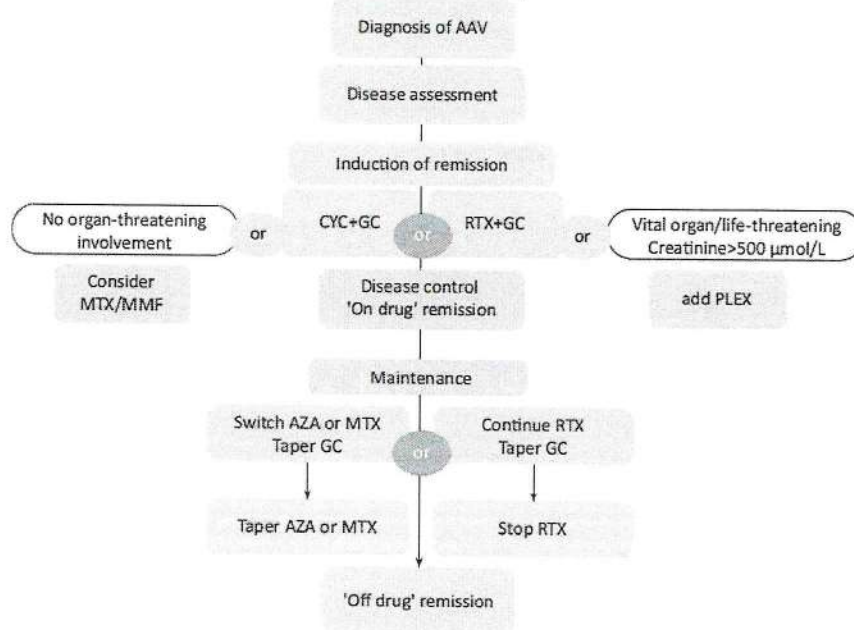 Diagnosis of AAV
Disease assessment
Induction of remission
No organ-threatening
involvement
or
CYC+GC
or
RTX+GC
or
Vital organ/life-threatening
Creatinine>500 µmol/L
Consider
MTX/MMF
Disease control
'On drug' remission
add PLEX
Maintenance
Switch AZA or MTX
Taper GC
or
Continue RTX
Taper GC
Taper AZA or MTX
Stop RTX
'Off drug' remission